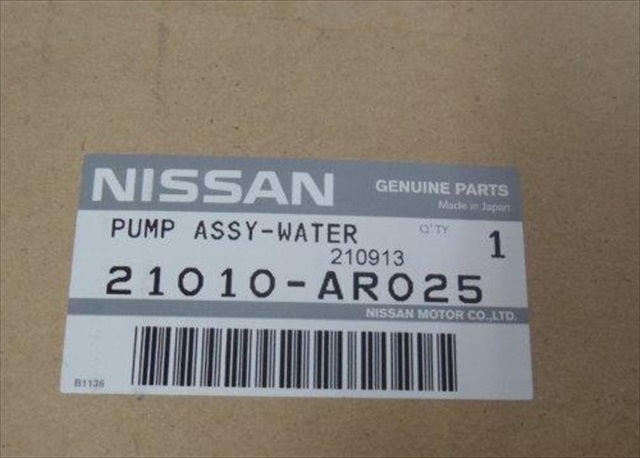 NISSAN GENUINE PARTS
Made in Japan
PUMP ASSY-WATER Q'TY 1
210913
21010-AR025
NISSAN MOTOR CO.,LTD.
B1136